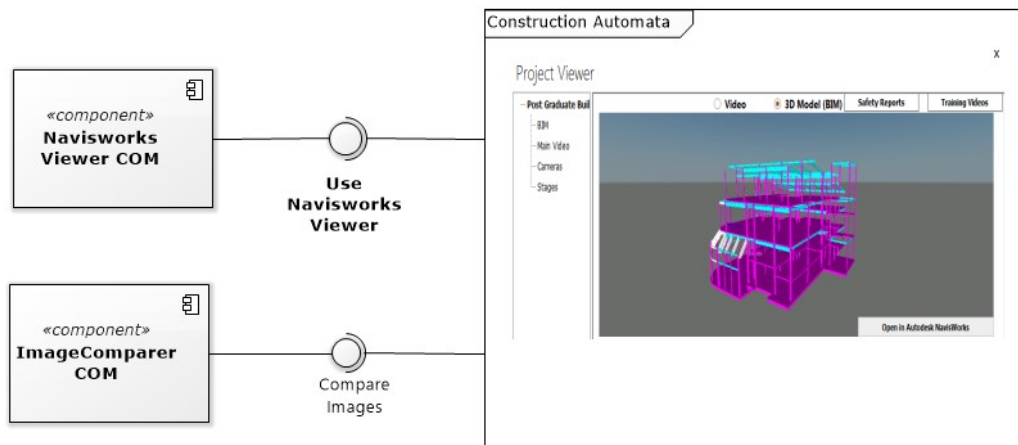 Construction Automata
x
Project Viewer
Post Graduate Buil
BIM
Main Video
Cameras
Stages
Video
3D Model (BIM)
Safety Reports
Training Videos
Open in Autodesk NavisWorks
«component»
Navisworks
Viewer COM
Use
Navisworks
Viewer
«component»
ImageComparer
COM
Compare
Images